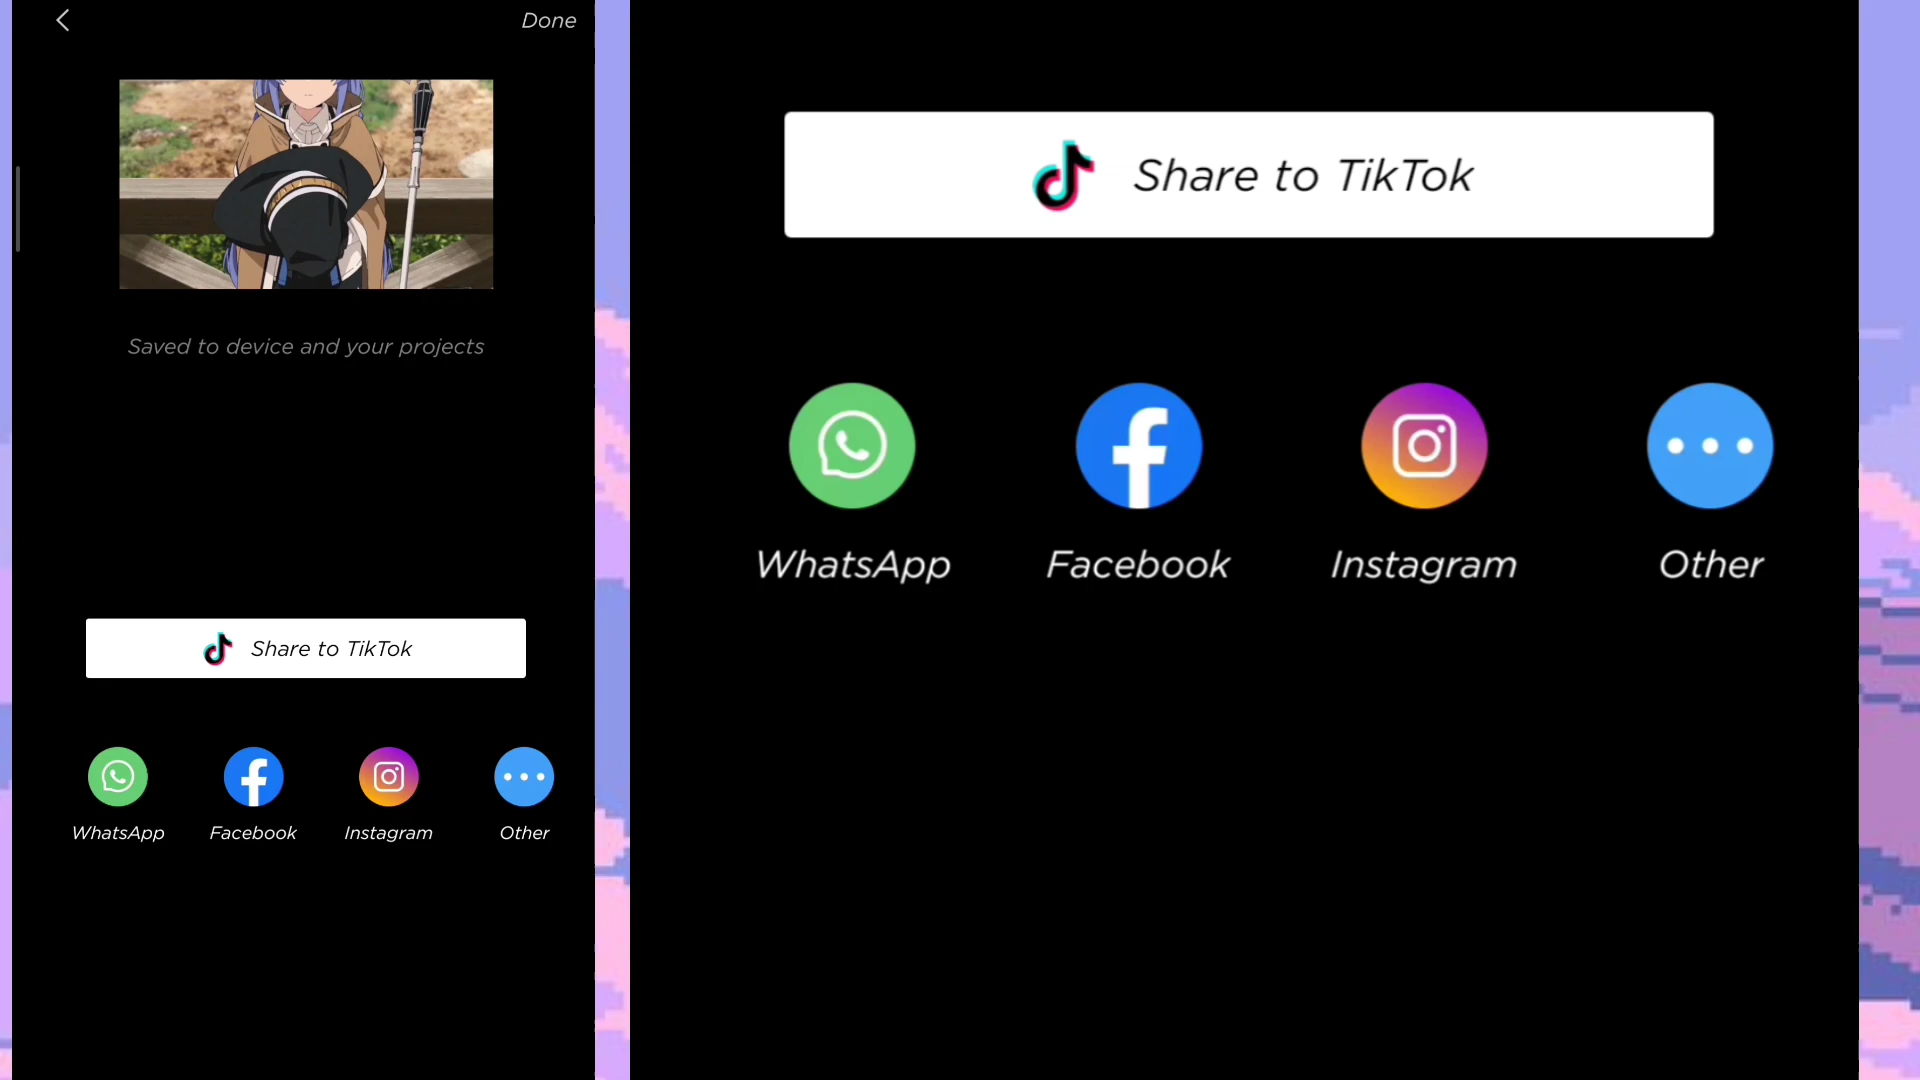 Done
Saved to device and your projects
Share to TikTok
WhatsApp Facebook Instagram Other
Share to TikTok
WhatsApp Facebook Instagram Other